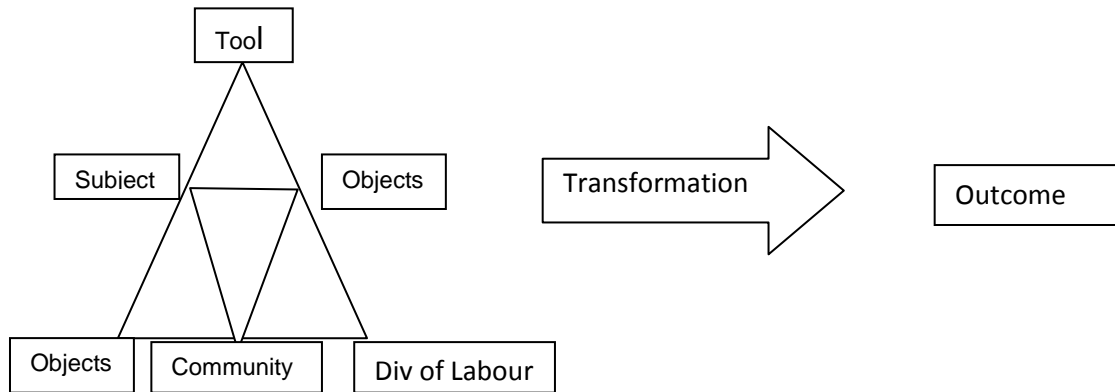 Tool
Subject
Objects
Transformation
Outcome
Objects
Community
Div of Labour